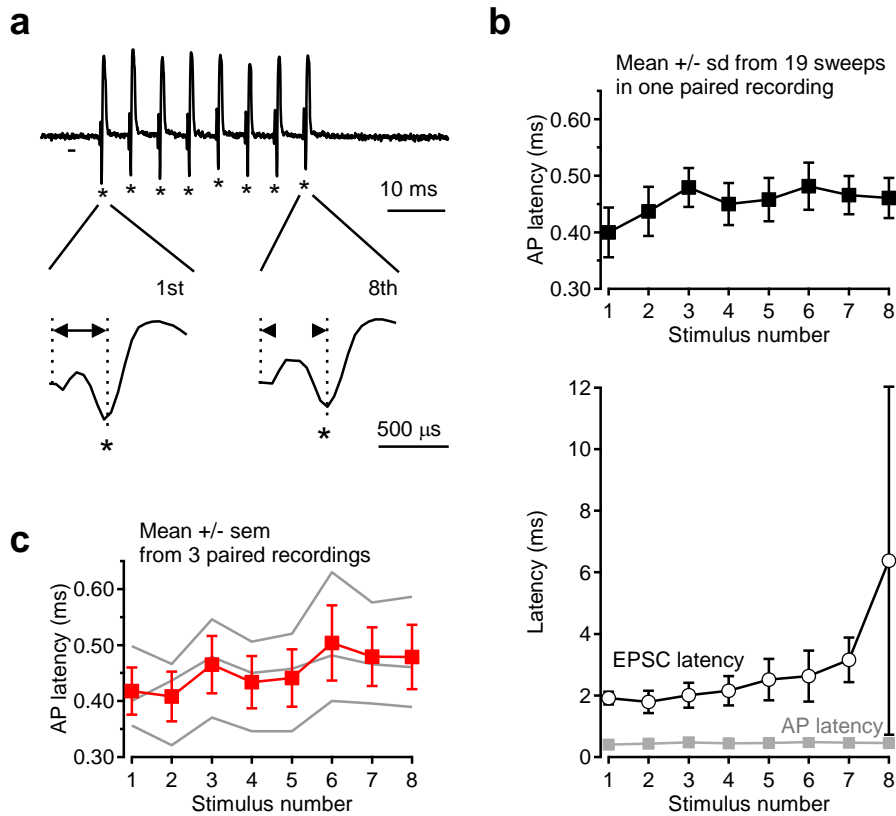 a
* * * * * * * *
10 ms
1st
8th
*
*
500 µs
b
Mean +/- sd from 19 sweeps
in one paired recording
AP latency (ms)
0.60
0.50
0.40
0.30
1 2 3 4 5 6 7 8
Stimulus number
Latency (ms)
12
10
8
6
4
2
0
EPSC latency
AP latency
1 2 3 4 5 6 7 8
Stimulus number
c
Mean +/- sem
from 3 paired recordings
AP latency (ms)
0.60
0.50
0.40
0.30
1 2 3 4 5 6 7 8
Stimulus number